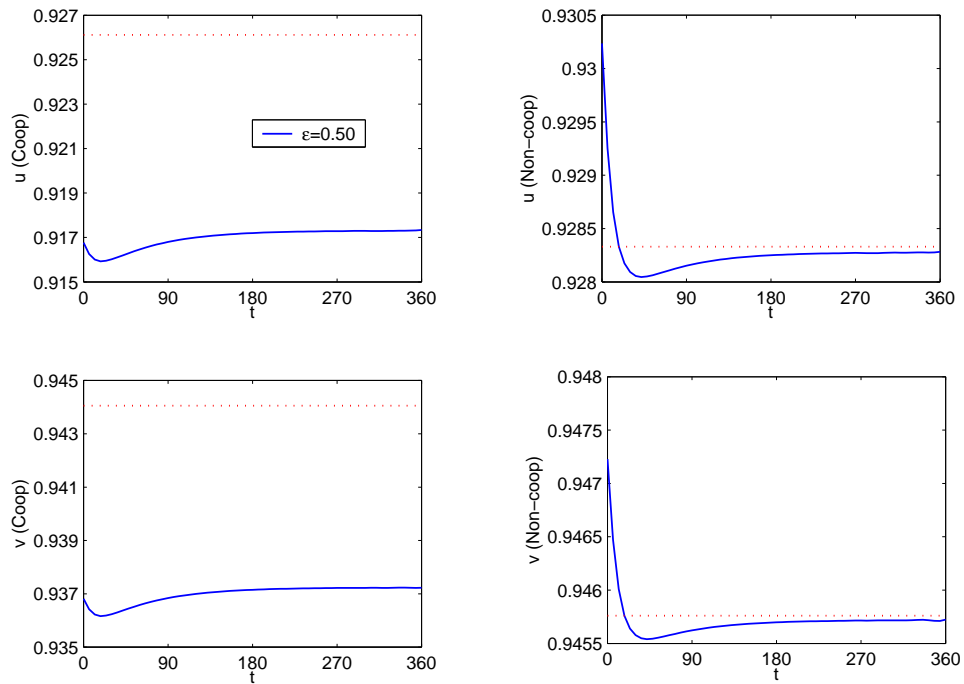 0.927
0.925
0.923
0.921
0.919
0.917
0.915
u (Coop)
ε=0.50
0 90 180 270 360
t
0.9305
0.93
0.9295
0.929
0.9285
0.928
u (Non−coop)
0 90 180 270 360
t
0.945
0.943
0.941
0.939
0.937
0.935
v (Coop)
0 90 180 270 360
t
0.948
0.9475
0.947
0.9465
0.946
0.9455
v (Non−coop)
0 90 180 270 360
t